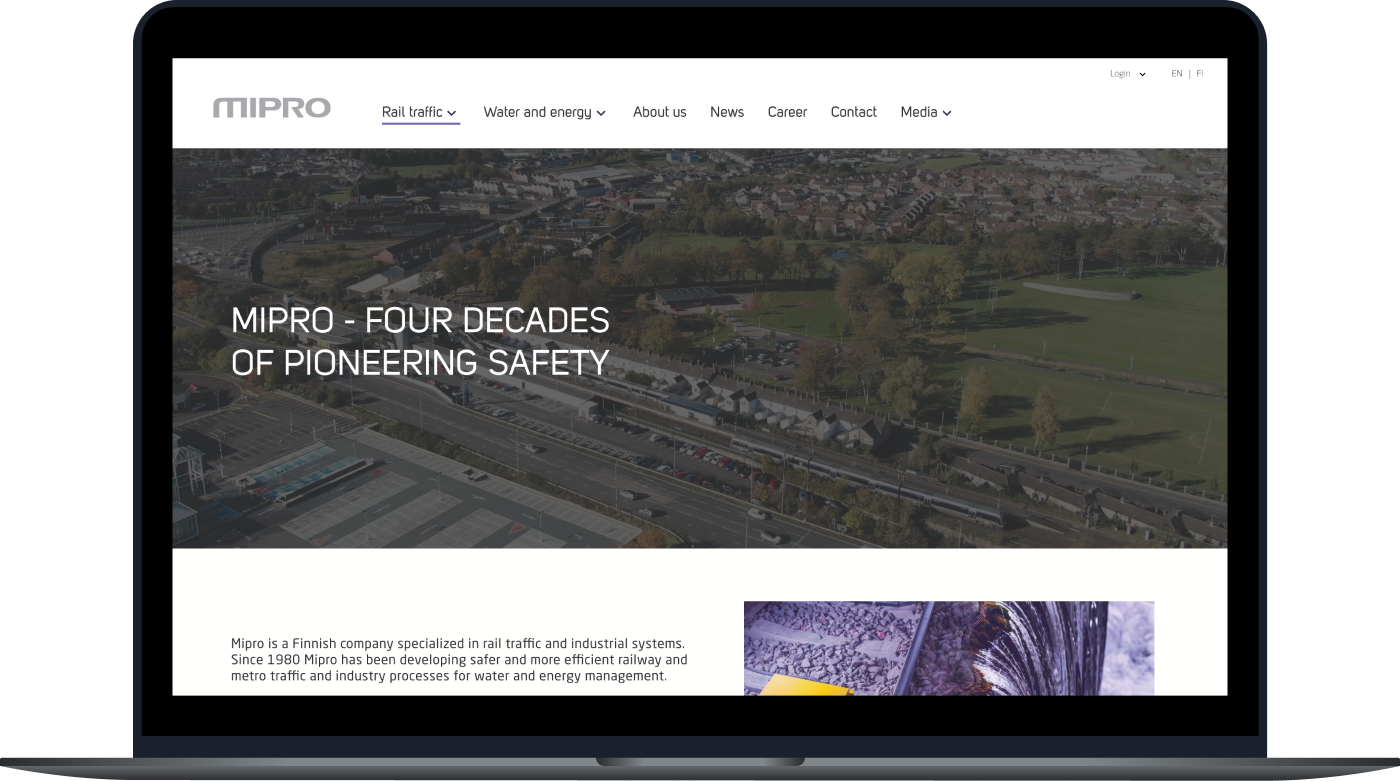 Login
EN | FI
MIPRO
Rail traffic Water and energy About us News Career Contact Media
MIPRO - FOUR DECADES
OF PIONEERING SAFETY
Mipro is a Finnish company specialized in rail traffic and industrial systems.
Since 1980 Mipro has been developing safer and more efficient railway and
metro traffic and industry processes for water and energy management.